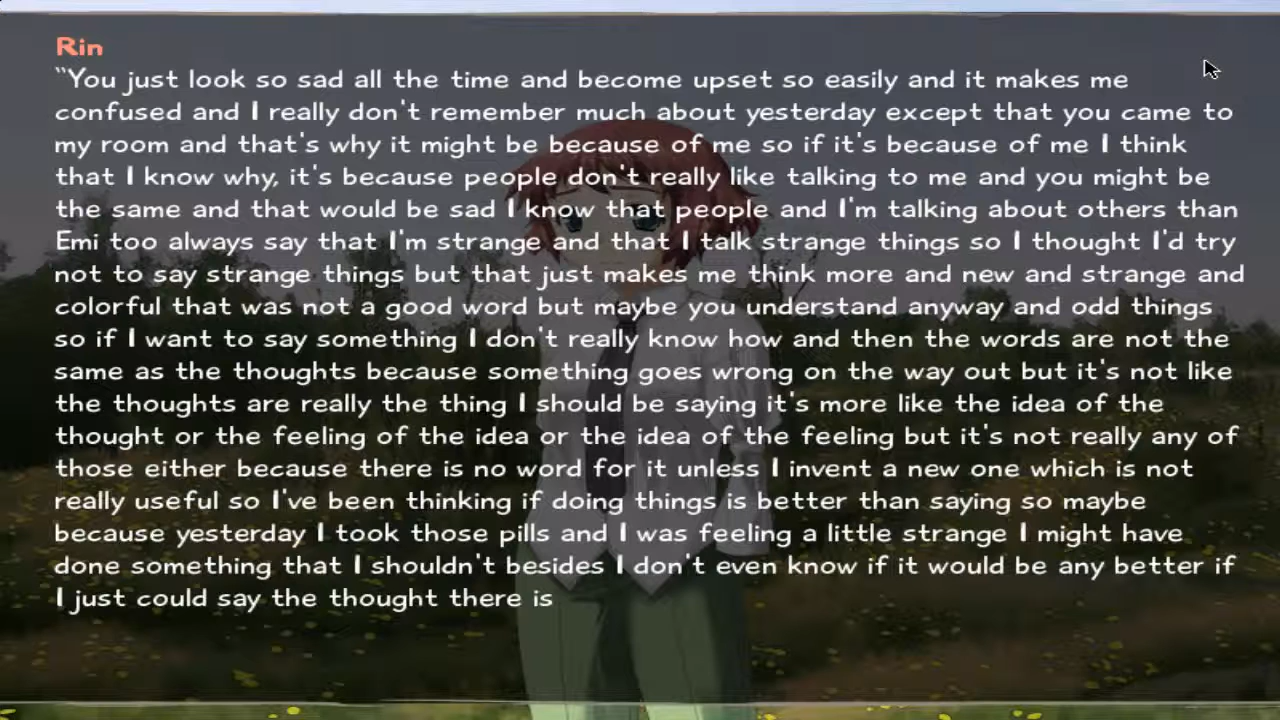 Rin
“You just look so sad all the time and become upset so easily and it makes me
confused and I really don't remember much about yesterday except that you came to
my room and that's why it might be because of me so if it's because of me I think
that I know why, it's because people don't really like talking to me and you might be
the same and that would be sad I know that people and I'm talking about others than
Emi too always say that I'm strange and that I talk strange things so I thought I'd try
not to say strange things but that just makes me think more and new and strange and
colorful that was not a good word but maybe you understand anyway and odd things
so if I want to say something I don't really know how and then the words are not the
same as the thoughts because something goes wrong on the way out but it's not like
the thoughts are really the thing I should be saying it's more like the idea of the
thought or the feeling of the idea or the idea of the feeling but it's not really any of
those either because there is no word for it unless I invent a new one which is not
really useful so I've been thinking if doing things is better than saying so maybe
because yesterday I took those pills and I was feeling a little strange I might have
done something that I shouldn't besides I don't even know if it would be any better if
I just could say the thought there is